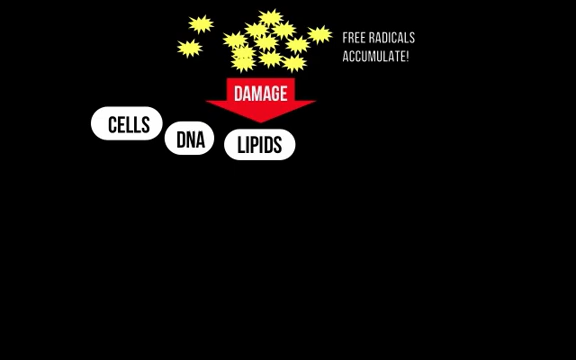 FREE RADICALS
ACCUMULATE!
DAMAGE
CELLS
DNA
LIPIDS